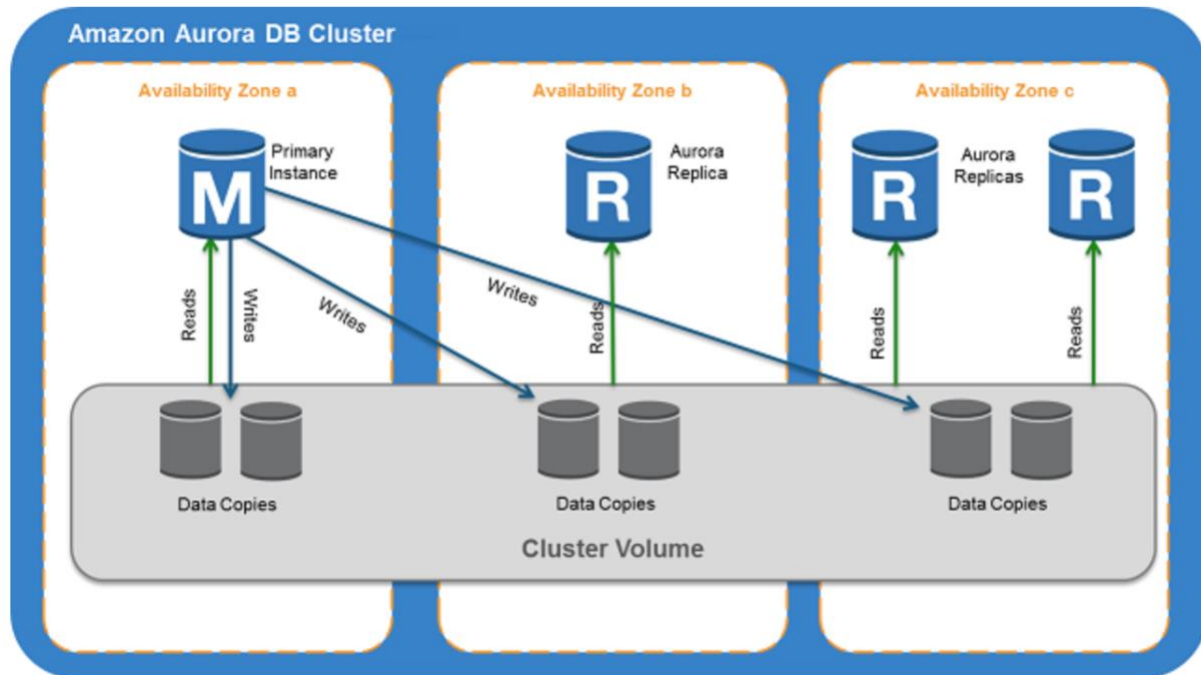 Amazon Aurora DB Cluster
Availability Zone a
Availability Zone b
Availability Zone c
M
Primary
Instance
R
Aurora
Replica
R
Aurora
Replicas
R
Reads
Writes
Writes
Writes
Reads
Reads
Reads
Data Copies
Data Copies
Data Copies
Cluster Volume